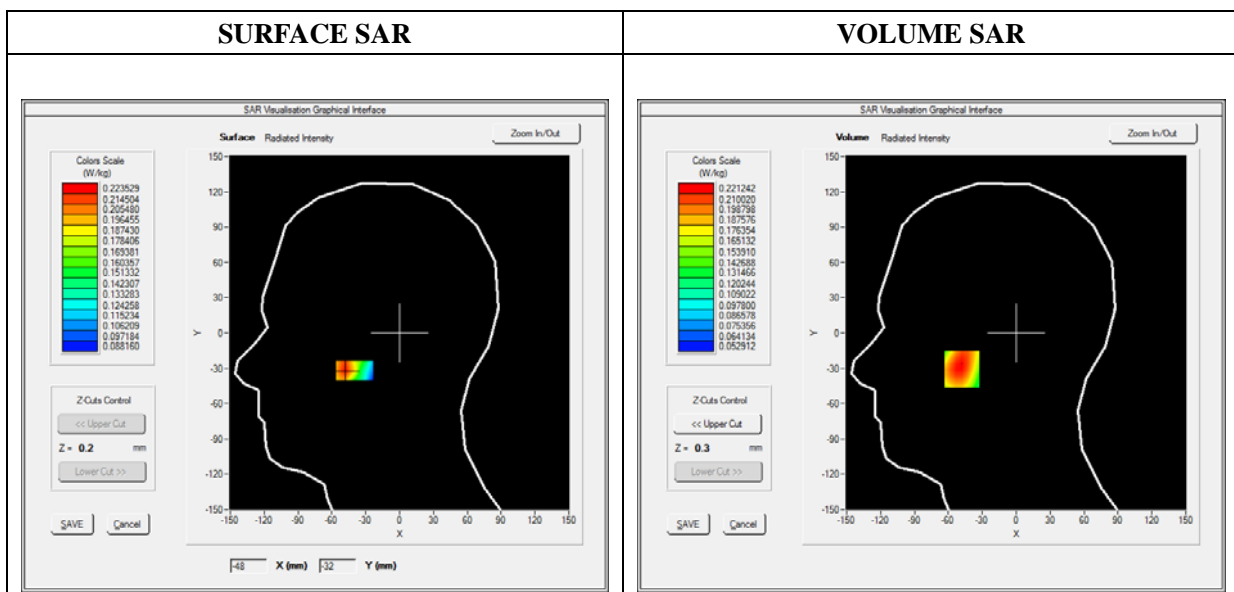 SURFACE SAR
VOLUME SAR
SAR Visualisation Graphical Interface
Surface Radiated Intensity
Zoom In/Out
Colors Scale
(W/kg)
0.223529
0.214504
0.205480
0.196455
0.187430
0.178406
0.169381
0.160357
0.151332
0.142307
0.133283
0.124258
0.115234
0.106209
0.097184
0.088160
150
120
90
60
30
0
-30
-60
-90
-120
-150
Y
-150 -120 -90 -60 -30 0 30 60 90 120 150
X
Z-Cuts Control
<< Upper Cut
Z = 0.2 mm
Lower Cut >>
SAVE Cancel
-48 X (mm) -32 Y (mm)
SAR Visualisation Graphical Interface
Volume Radiated Intensity
Zoom In/Out
Colors Scale
(W/kg)
0.221242
0.210020
0.198798
0.187576
0.176354
0.165132
0.153910
0.142688
0.131466
0.120244
0.109022
0.097800
0.086578
0.075356
0.064134
0.052912
150
120
90
60
30
0
-30
-60
-90
-120
-150
Y
-150 -120 -90 -60 -30 0 30 60 90 120 150
X
Z-Cuts Control
<< Upper Cut
Z = 0.3 mm
Lower Cut >>
SAVE Cancel